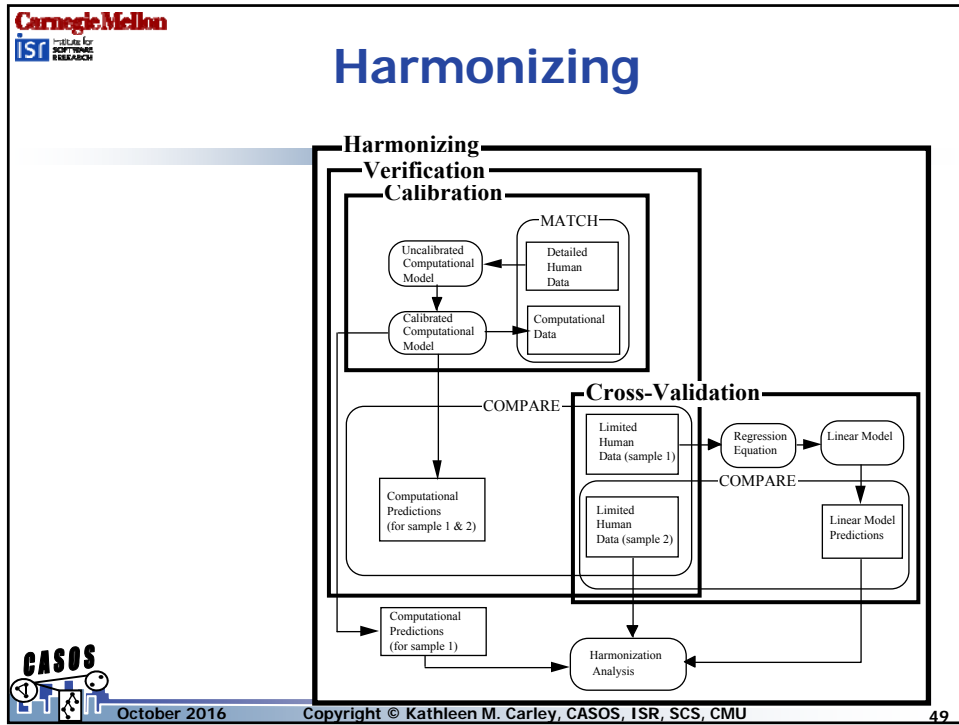 Carnegie Mellon
isr institute for
SOFTWARE
RESEARCH
Harmonizing
Harmonizing
Verification
Calibration
MATCH
Uncalibrated
Computational
Model
Detailed
Human
Data
Calibrated
Computational
Model
Computational
Data
Cross-Validation
COMPARE
Limited
Human
Data (sample 1)
Regression
Equation
Linear Model
COMPARE
Computational
Predictions
(for sample 1 & 2)
Limited
Human
Data (sample 2)
Linear Model
Predictions
Computational
Predictions
(for sample 1)
Harmonization
Analysis
CASOS
October 2016
Copyright © Kathleen M. Carley, CASOS, ISR, SCS, CMU
49